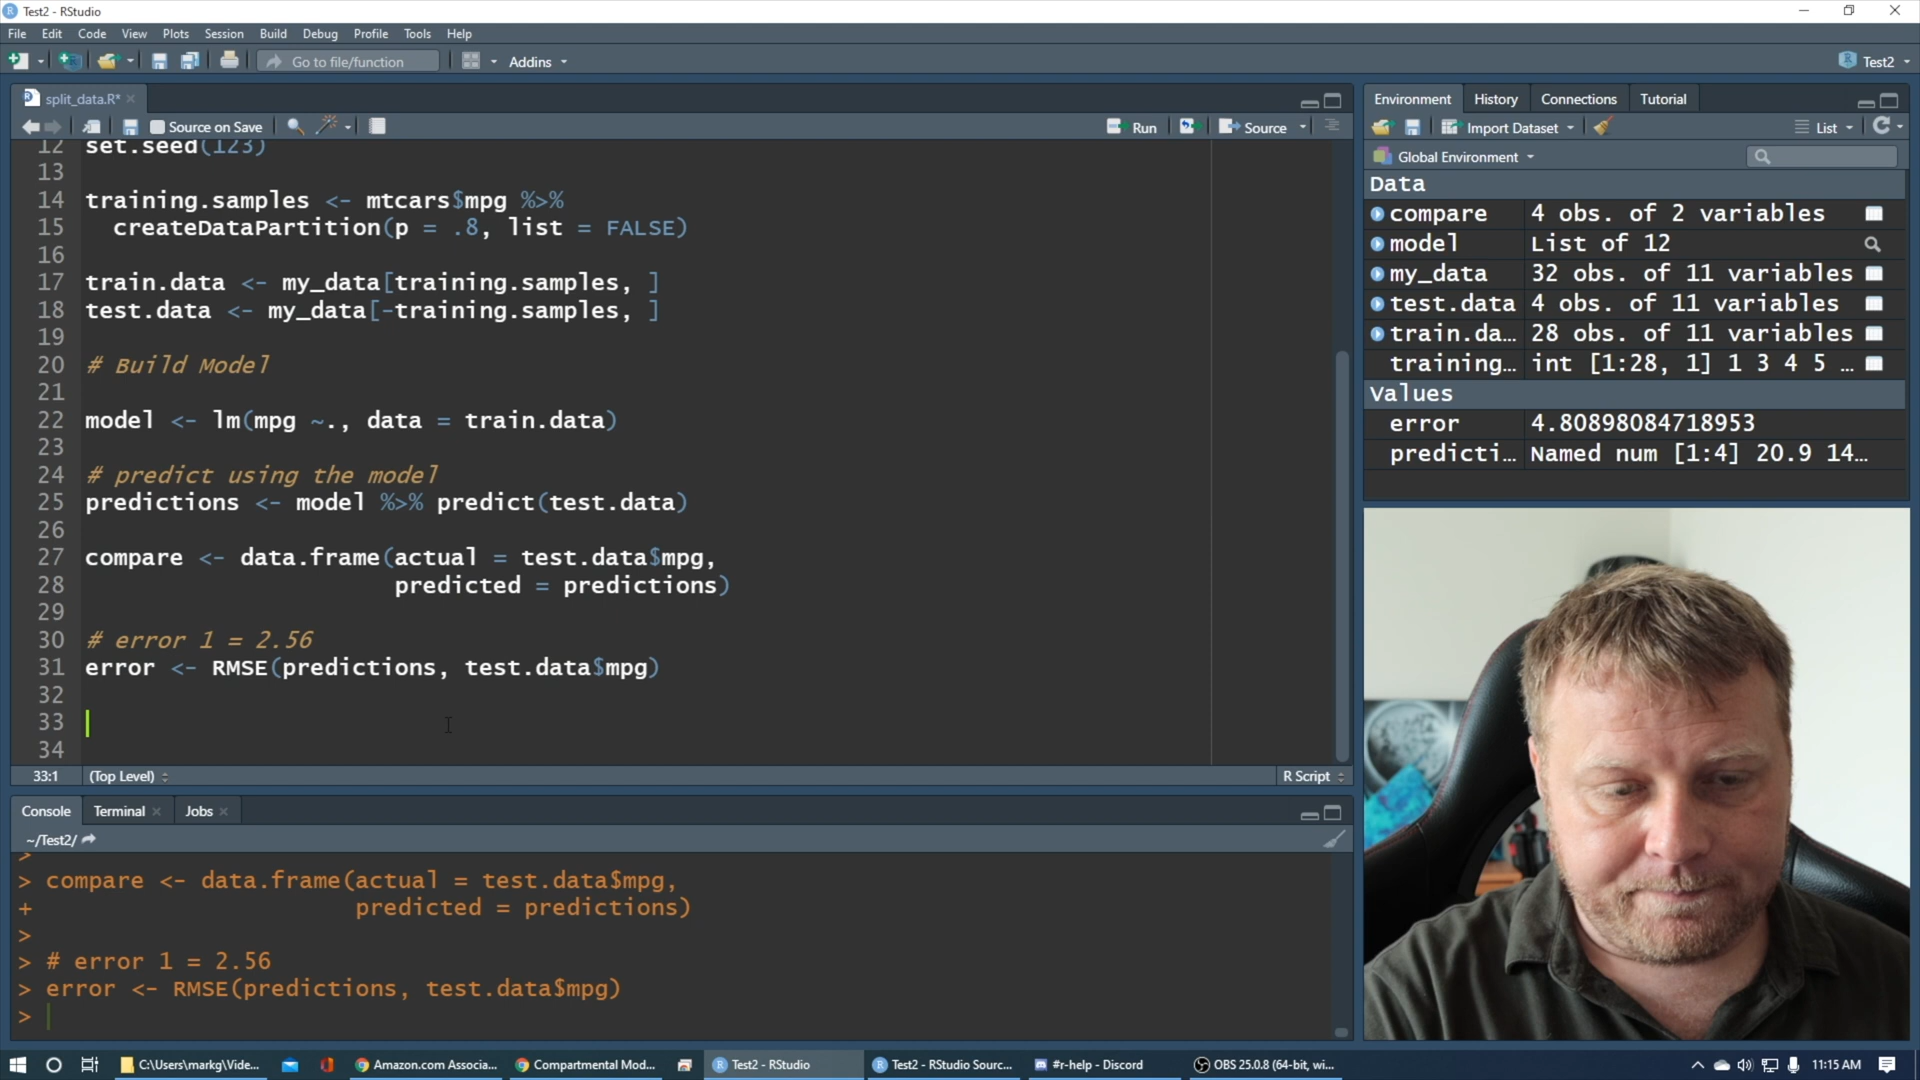 Test2 - RStudio
File Edit Code View Plots Session Build Debug Profile Tools Help
Go to file/function Addins Test2
split_data.R*
Source on Save Run Source
12 set.seed(123)
13
14 training.samples <- mtcars$mpg %>%
15 createDataPartition(p = .8, list = FALSE)
16
17 train.data <- my_data[training.samples, ]
18 test.data <- my_data[-training.samples, ]
19
20 # Build Model
21
22 model <- lm(mpg ~., data = train.data)
23
24 # predict using the model
25 predictions <- model %>% predict(test.data)
26
27 compare <- data.frame(actual = test.data$mpg,
28 predicted = predictions)
29
30 # error 1 = 2.56
31 error <- RMSE(predictions, test.data$mpg)
32
33
34
33:1 (Top Level) R Script
Console Terminal Jobs
~/Test2/
>
> compare <- data.frame(actual = test.data$mpg,
+ predicted = predictions)
>
> # error 1 = 2.56
> error <- RMSE(predictions, test.data$mpg)
>
Environment History Connections Tutorial
Import Dataset List
Global Environment
Data
compare 4 obs. of 2 variables
model List of 12
my_data 32 obs. of 11 variables
test.data 4 obs. of 11 variables
train.da… 28 obs. of 11 variables
training… int [1:28, 1] 1 3 4 5 …
Values
error 4.80898084718953
predicti… Named num [1:4] 20.9 14…
C:\Users\markg\Vide... Amazon.com Associa... Compartmental Mod... Test2 - RStudio Test2 - RStudio Sourc... #r-help - Discord OBS 25.0.8 (64-bit, wi... 11:15 AM